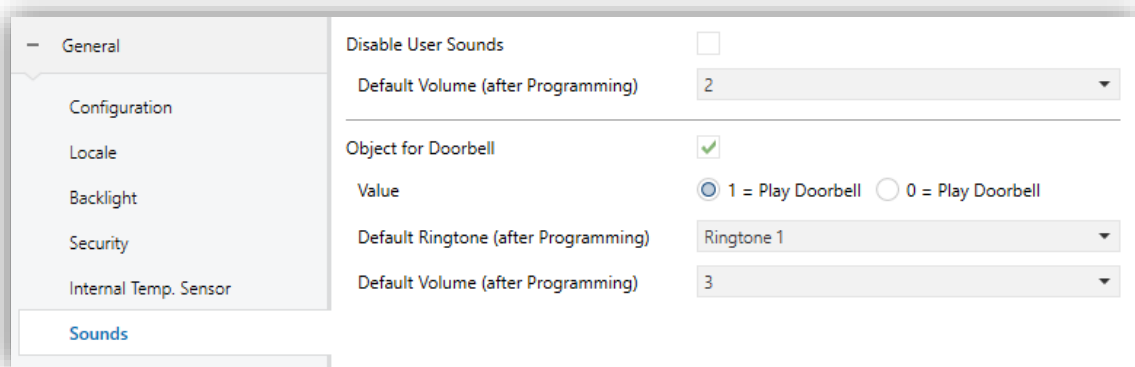 General
Configuration
Locale
Backlight
Security
Internal Temp. Sensor
Sounds
Disable User Sounds
Default Volume (after Programming) 2
Object for Doorbell
Value 1 = Play Doorbell 0 = Play Doorbell
Default Ringtone (after Programming) Ringtone 1
Default Volume (after Programming) 3